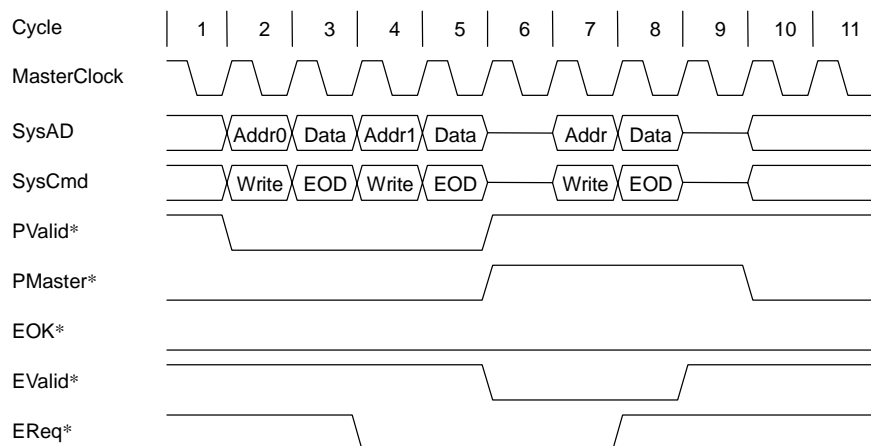 Cycle 1 2 3 4 5 6 7 8 9 10 11
MasterClock
SysAD Addr0 Data Addr1 Data Addr Data
SysCmd Write EOD Write EOD Write EOD
PValid*
PMaster*
EOK*
EValid*
EReq*